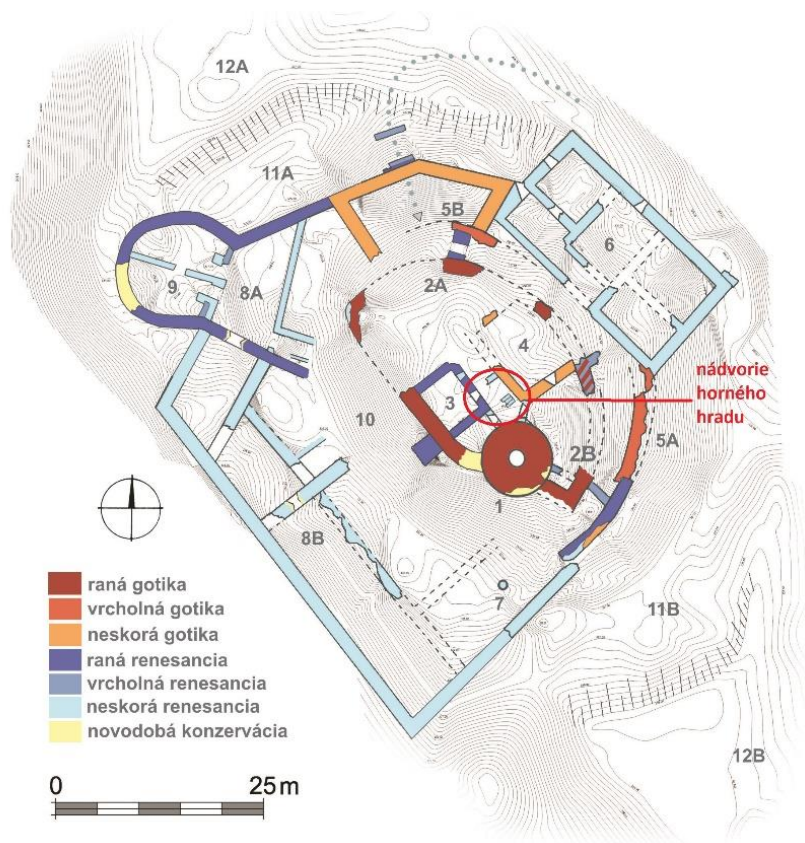 12A
11A
5B
6
2A
9
8A
4
nádvorie
horného
hradu
3
10
5A
2B
1
8B
7
11B
raná gotika
vrcholná gotika
neskorá gotika
raná renesancia
vrcholná renesancia
neskorá renesancia
novodobá konzervácia
12B
0 25m